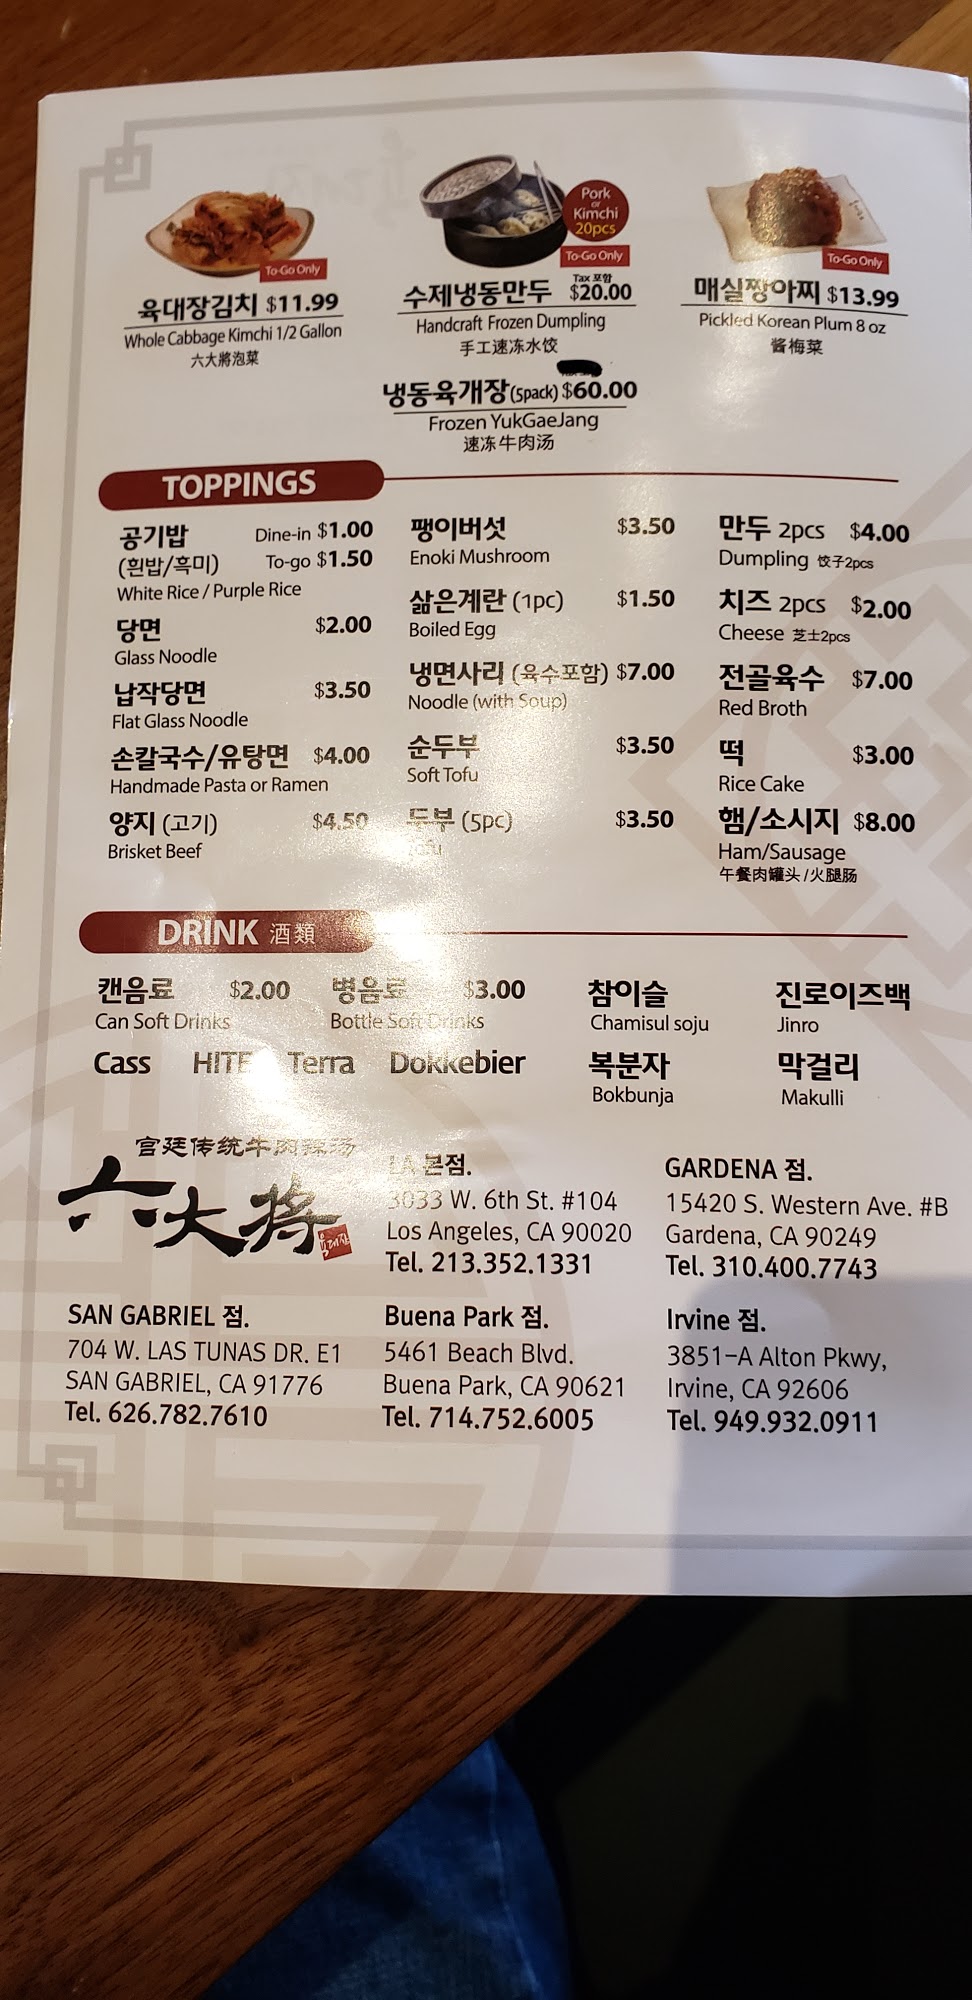 To-Go Only
육대장김치 $11.99
Whole Cabbage Kimchi 1/2 Gallon
六大將泡菜
Pork
or
Kimchi
20pcs
To-Go Only
Tax 포함
수제냉동만두 $20.00
Handcraft Frozen Dumpling
手工速冻水饺
To-Go Only
매실짱아찌 $13.99
Pickled Korean Plum 8 oz
酱梅菜
냉동육개장(5pack) $60.00
Frozen YukGaeJang
速冻牛肉汤
TOPPINGS
공기밥 Dine-in $1.00
(흰밥/흑미) To-go $1.50
White Rice / Purple Rice
당면 $2.00
Glass Noodle
납작당면 $3.50
Flat Glass Noodle
손칼국수/유탕면 $4.00
Handmade Pasta or Ramen
양지 (고기) $4.50
Brisket Beef
팽이버섯 $3.50
Enoki Mushroom
삶은계란 (1pc) $1.50
Boiled Egg
냉면사리 (육수포함) $7.00
Noodle (with Soup)
순두부 $3.50
Soft Tofu
두부 (5pc) $3.50
Tofu
만두 2pcs $4.00
Dumpling 饺子2pcs
치즈 2pcs $2.00
Cheese 芝士2pcs
전골육수 $7.00
Red Broth
떡 $3.00
Rice Cake
햄/소시지 $8.00
Ham/Sausage
午餐肉罐头 /火腿肠
DRINK 酒類
캔음료 $2.00
Can Soft Drinks
병음료 $3.00
Bottle Soft Drinks
참이슬
Chamisul soju
진로이즈백
Jinro
Cass HITE Terra Dokkebier
복분자
Bokbunja
막걸리
Makulli
宫廷传统牛肉辣汤
六大将
육대장
LA 본점.
3033 W. 6th St. #104
Los Angeles, CA 90020
Tel. 213.352.1331
GARDENA 점.
15420 S. Western Ave. #B
Gardena, CA 90249
Tel. 310.400.7743
SAN GABRIEL 점.
704 W. LAS TUNAS DR. E1
SAN GABRIEL, CA 91776
Tel. 626.782.7610
Buena Park 점.
5461 Beach Blvd.
Buena Park, CA 90621
Tel. 714.752.6005
Irvine 점.
3851-A Alton Pkwy,
Irvine, CA 92606
Tel. 949.932.0911